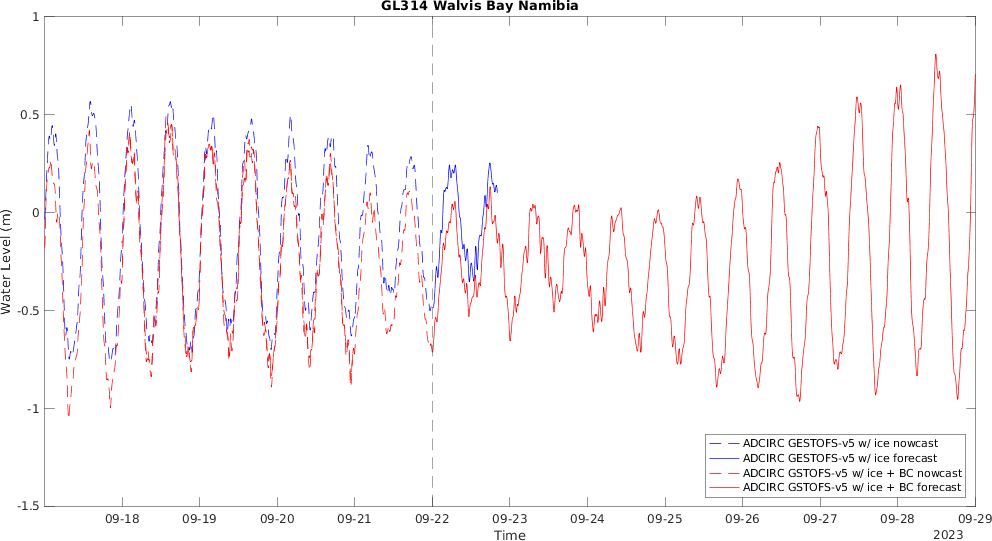 GL314 Walvis Bay Namibia
1
0.5
0
-0.5
-1
-1.5
Water Level (m)
ADCIRC GESTOFS-v5 w/ ice nowcast
ADCIRC GESTOFS-v5 w/ ice forecast
ADCIRC GSTOFS-v5 w/ ice + BC nowcast
ADCIRC GSTOFS-v5 w/ ice + BC forecast
09-18 09-19 09-20 09-21 09-22 09-23 09-24 09-25 09-26 09-27 09-28 09-29
Time
2023